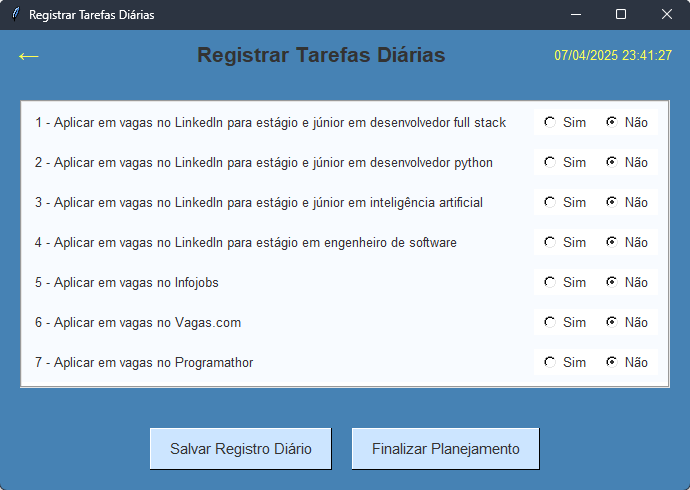 Registrar Tarefas Diárias
← Registrar Tarefas Diárias 07/04/2025 23:41:27
1 - Aplicar em vagas no LinkedIn para estágio e júnior em desenvolvedor full stack Sim Não
2 - Aplicar em vagas no LinkedIn para estágio e júnior em desenvolvedor python Sim Não
3 - Aplicar em vagas no LinkedIn para estágio e júnior em inteligência artificial Sim Não
4 - Aplicar em vagas no LinkedIn para estágio em engenheiro de software Sim Não
5 - Aplicar em vagas no Infojobs Sim Não
6 - Aplicar em vagas no Vagas.com Sim Não
7 - Aplicar em vagas no Programathor Sim Não
Salvar Registro Diário Finalizar Planejamento